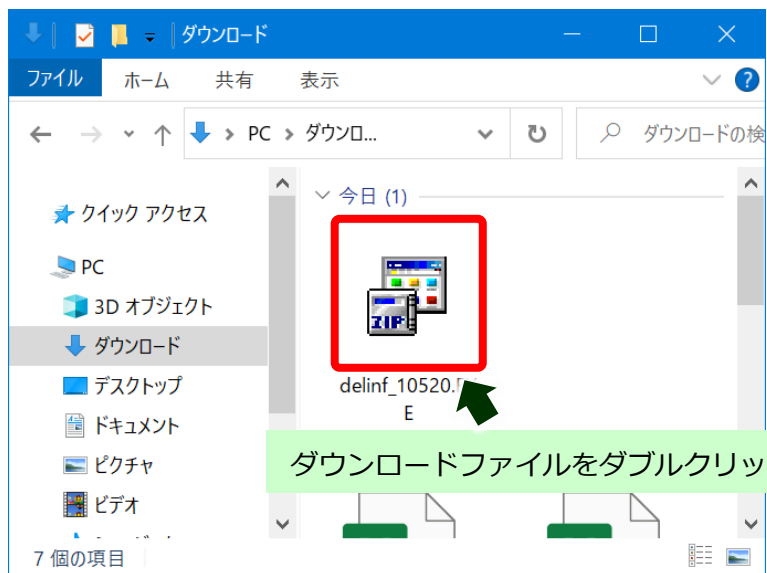 ダウンロード
ファイル ホーム 共有 表示
PC ダウンロ... ダウンロードの検
今日 (1)
クイック アクセス
PC
3D オブジェクト
ダウンロード
デスクトップ
ドキュメント
ピクチャ
ビデオ
ZIP
delinf_10520.
E
ダウンロードファイルをダブルクリッ
7 個の項目